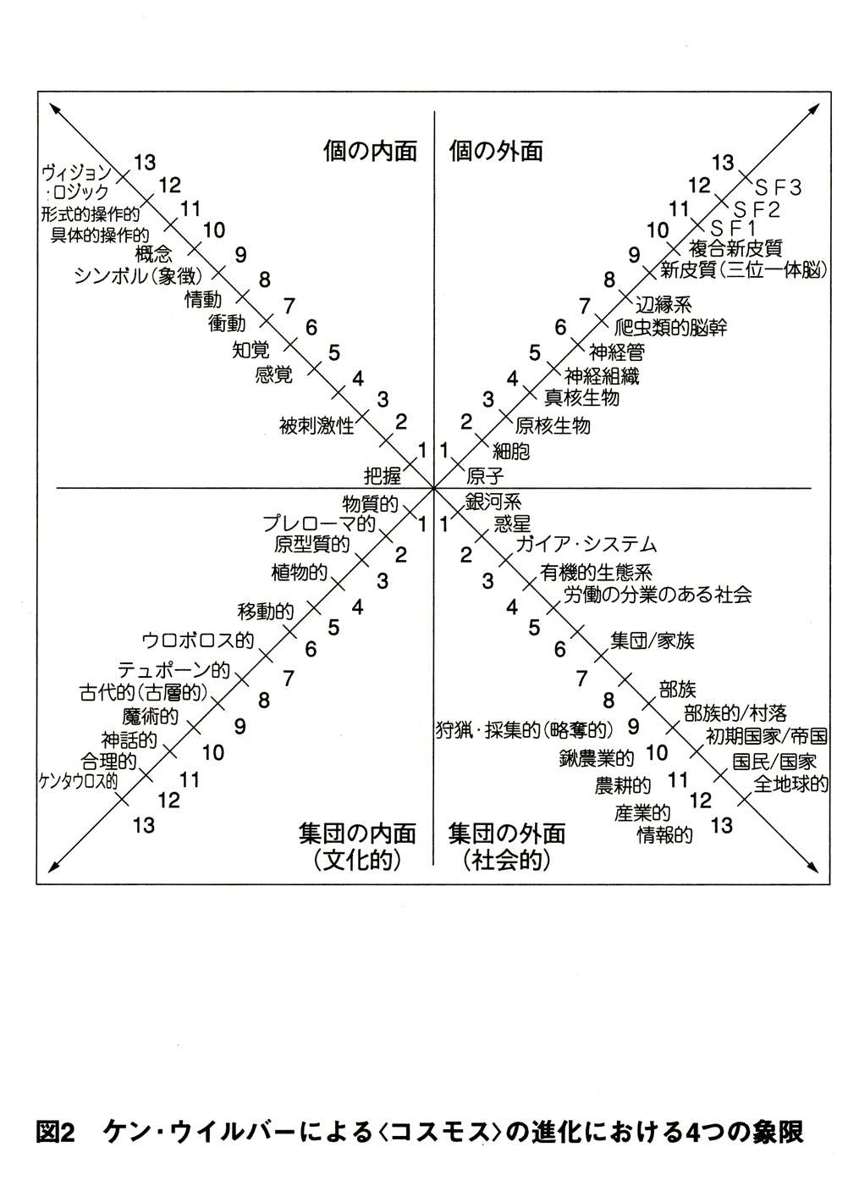 個の内面
13
ヴィジョン
・ロジック
12
形式的操作的
11
具体的操作的
10
概念
9
シンボル(象徴)
8
情動
7
衝動
6
知覚
5
感覚
4
3
被刺激性
2
1
把握
個の外面
13
SF3
12
SF2
11
SF1
10
複合新皮質
9
新皮質(三位一体脳)
8
辺縁系
7
爬虫類的脳幹
6
神経管
5
神経組織
4
真核生物
3
原核生物
2
細胞
1
原子
物質的
1
プレローマ的
2
原型質的
3
植物的
4
移動的
5
6
ウロボロス的
7
テュポーン的
8
古代的(古層的)
9
魔術的
10
神話的
11
合理的
12
ケンタウロス的
13
集団の内面
(文化的)
銀河系
1
惑星
2
ガイア・システム
3
有機的生態系
4
労働の分業のある社会
5
6
集団/家族
7
8
部族
狩猟・採集的(略奪的)
9
部族的/村落
鍬農業的
10
初期国家/帝国
農耕的
11
国民/国家
産業的
12
全地球的
情報的
13
集団の外面
(社会的)
図2 ケン・ウイルバーによる〈コスモス〉の進化における4つの象限